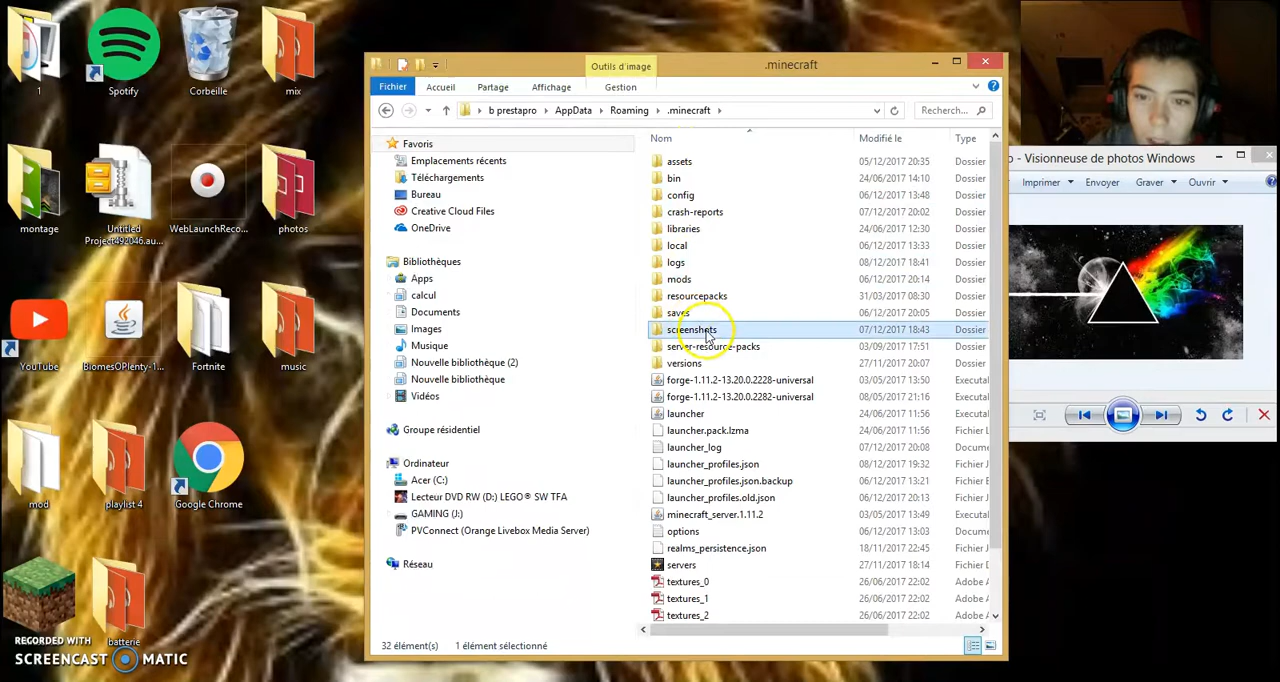 1
Spotify
Corbeille
mix
montage
Untitled
Project492046.au...
WebLaunchReco...
photos
YouTube
BiomesOPlenty-1...
Fortnite
music
mod
playlist 4
Google Chrome
batterie
RECORDED WITH
SCREENCAST MATIC
Outils d'image
.minecraft
Fichier
Accueil
Partage
Affichage
Gestion
b prestapro
AppData
Roaming
.minecraft
Recherc...
Nom
Modifié le
Type
Favoris
Emplacements récents
Téléchargements
Bureau
Creative Cloud Files
OneDrive
Bibliothèques
Apps
calcul
Documents
Images
Musique
Nouvelle bibliothèque (2)
Nouvelle bibliothèque
Vidéos
Groupe résidentiel
Ordinateur
Acer (C:)
Lecteur DVD RW (D:) LEGO® SW TFA
GAMING (J:)
PVConnect (Orange Livebox Media Server)
Réseau
assets 05/12/2017 20:35 Dossier
bin 24/06/2017 14:10 Dossier
config 06/12/2017 13:48 Dossier
crash-reports 07/12/2017 20:02 Dossier
libraries 24/06/2017 12:30 Dossier
local 06/12/2017 13:33 Dossier
logs 08/12/2017 18:41 Dossier
mods 06/12/2017 20:14 Dossier
resourcepacks 31/03/2017 08:30 Dossier
saves 06/12/2017 20:05 Dossier
screenshots 07/12/2017 18:43 Dossier
server-resource-packs 03/09/2017 17:51 Dossier
versions 27/11/2017 20:07 Dossier
forge-1.11.2-13.20.0.2228-universal 03/05/2017 13:50 Executa
forge-1.11.2-13.20.0.2282-universal 08/05/2017 21:16 Executa
launcher 24/06/2017 11:56 Executa
launcher.pack.lzma 24/06/2017 11:56 Fichier L
launcher_log 07/12/2017 20:08 Docume
launcher_profiles.json 08/12/2017 19:32 Fichier J
launcher_profiles.json.backup 06/12/2017 13:21 Fichier B
launcher_profiles.old.json 06/12/2017 20:13 Fichier J
minecraft_server.1.11.2 03/05/2017 13:49 Executa
options 06/12/2017 13:03 Docume
realms_persistence.json 18/11/2017 22:45 Fichier J
servers 27/11/2017 18:14 Fichier D
textures_0 26/06/2017 22:02 Adobe A
textures_1 26/06/2017 22:02 Adobe A
textures_2 26/06/2017 22:02 Adobe A
32 élément(s)
1 élément sélectionné
o - Visionneuse de photos Windows
Imprimer
Envoyer
Graver
Ouvrir